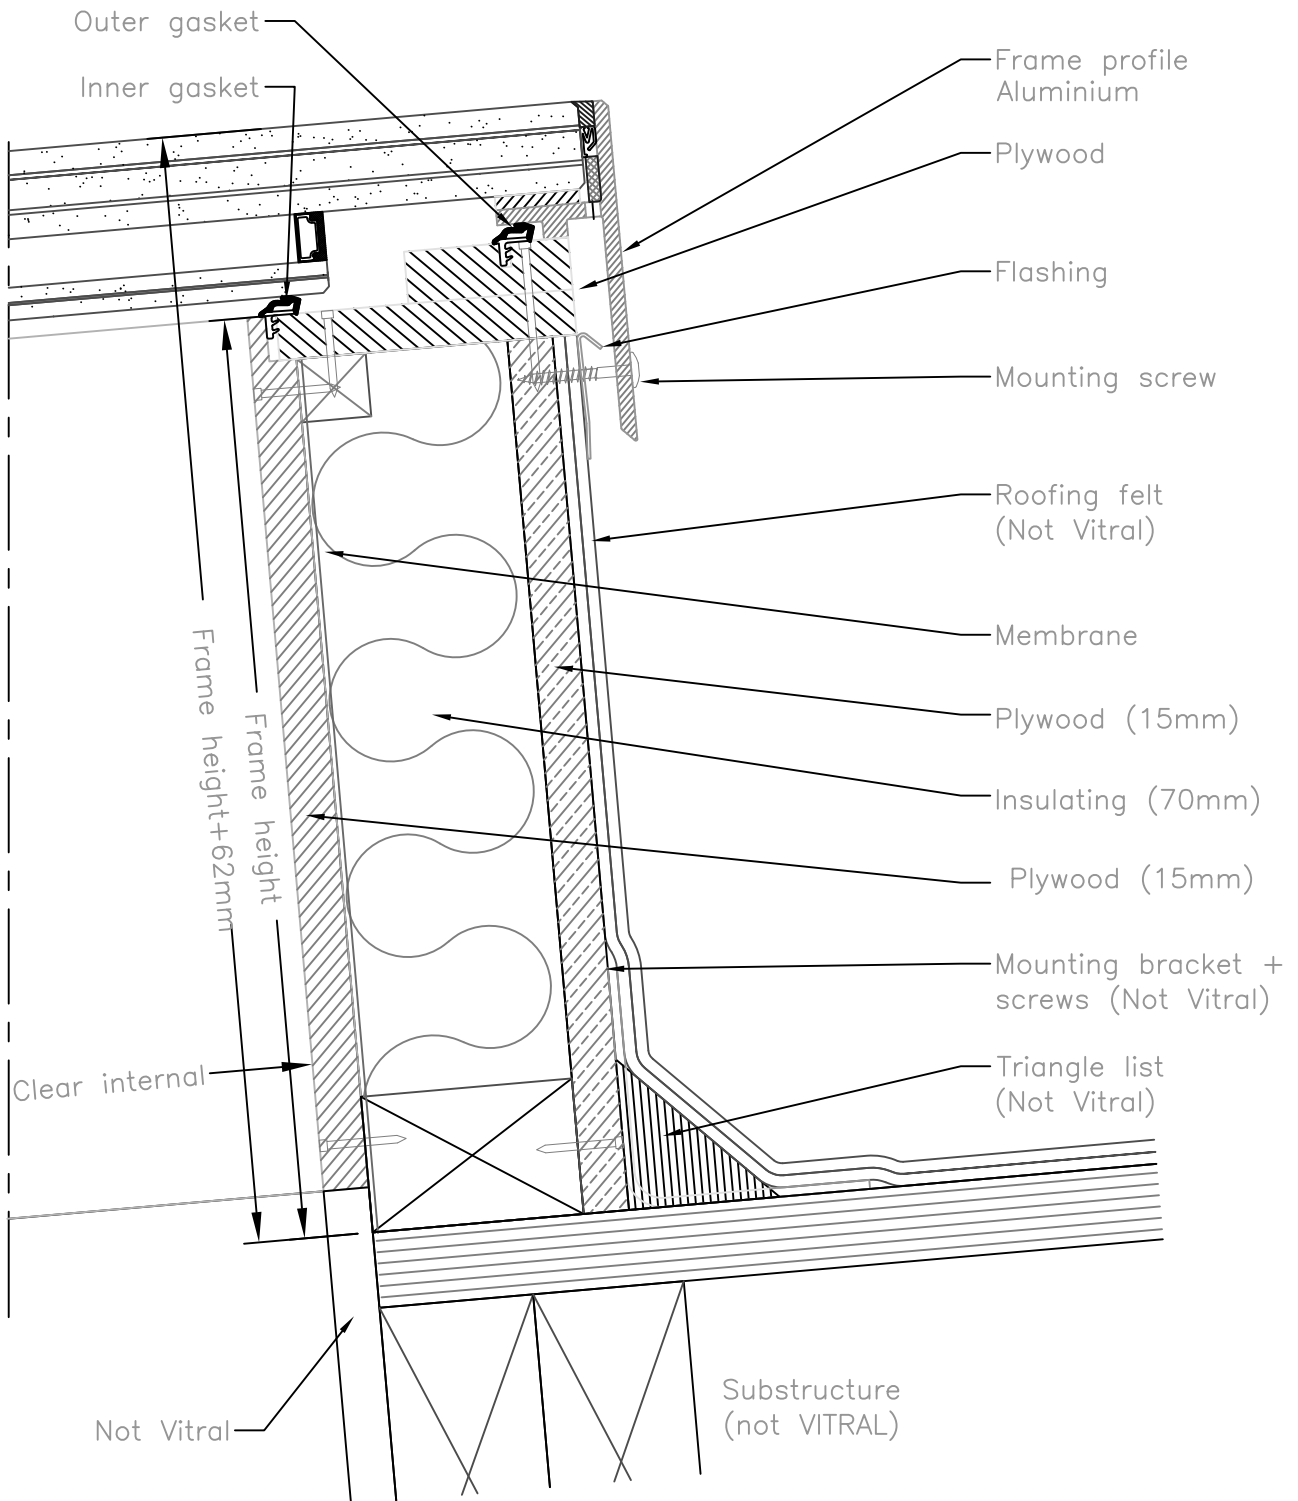 Outer gasket
Inner gasket
Frame profile
Aluminium
Plywood
Flashing
Mounting screw
Roofing felt
(Not Vitral)
Membrane
Plywood (15mm)
Insulating (70mm)
Plywood (15mm)
Mounting bracket +
screws (Not Vitral)
Triangle list
(Not Vitral)
Frame height+62mm
Frame height
Clear internal
Not Vitral
Substructure
(not VITRAL)